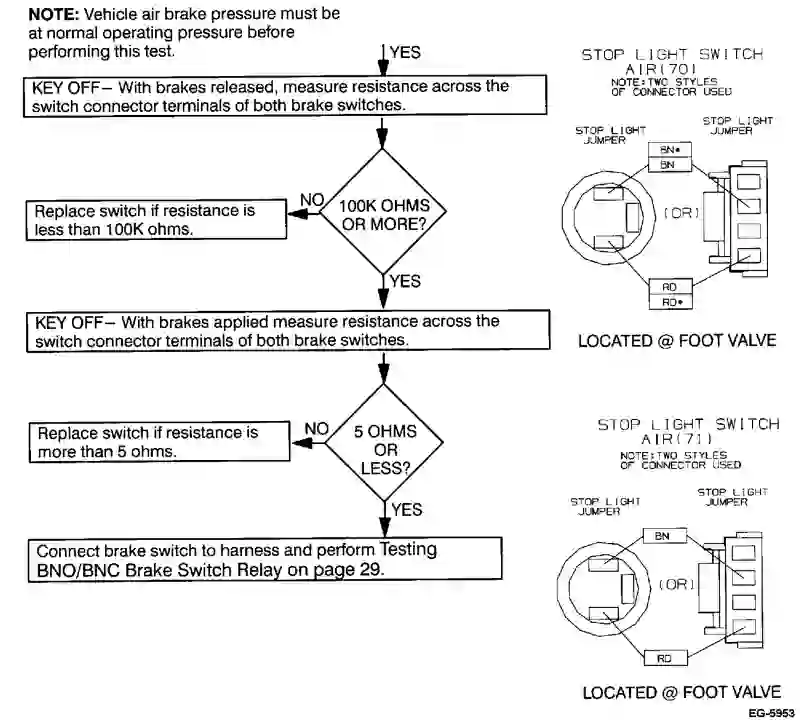 NOTE: Vehicle air brake pressure must be
at normal operating pressure before
performing this test.
YES
KEY OFF– With brakes released, measure resistance across the
switch connector terminals of both brake switches.
NO
100K OHMS
OR MORE?
Replace switch if resistance is
less than 100K ohms.
YES
KEY OFF– With brakes applied measure resistance across the
switch connector terminals of both brake switches.
NO
5 OHMS
OR
LESS?
Replace switch if resistance is
more than 5 ohms.
YES
Connect brake switch to harness and perform Testing
BNO/BNC Brake Switch Relay on page 29.
STOP LIGHT SWITCH
AIR(70)
NOTE:TWO STYLES
OF CONNECTOR USED
STOP LIGHT
JUMPER
STOP LIGHT
JUMPER
BN*
BN
(OR)
RD
RD*
LOCATED @ FOOT VALVE
STOP LIGHT SWITCH
AIR(71)
NOTE:TWO STYLES
OF CONNECTOR USED
STOP LIGHT
JUMPER
STOP LIGHT
JUMPER
BN
(OR)
RD
LOCATED @ FOOT VALVE
EG-5953